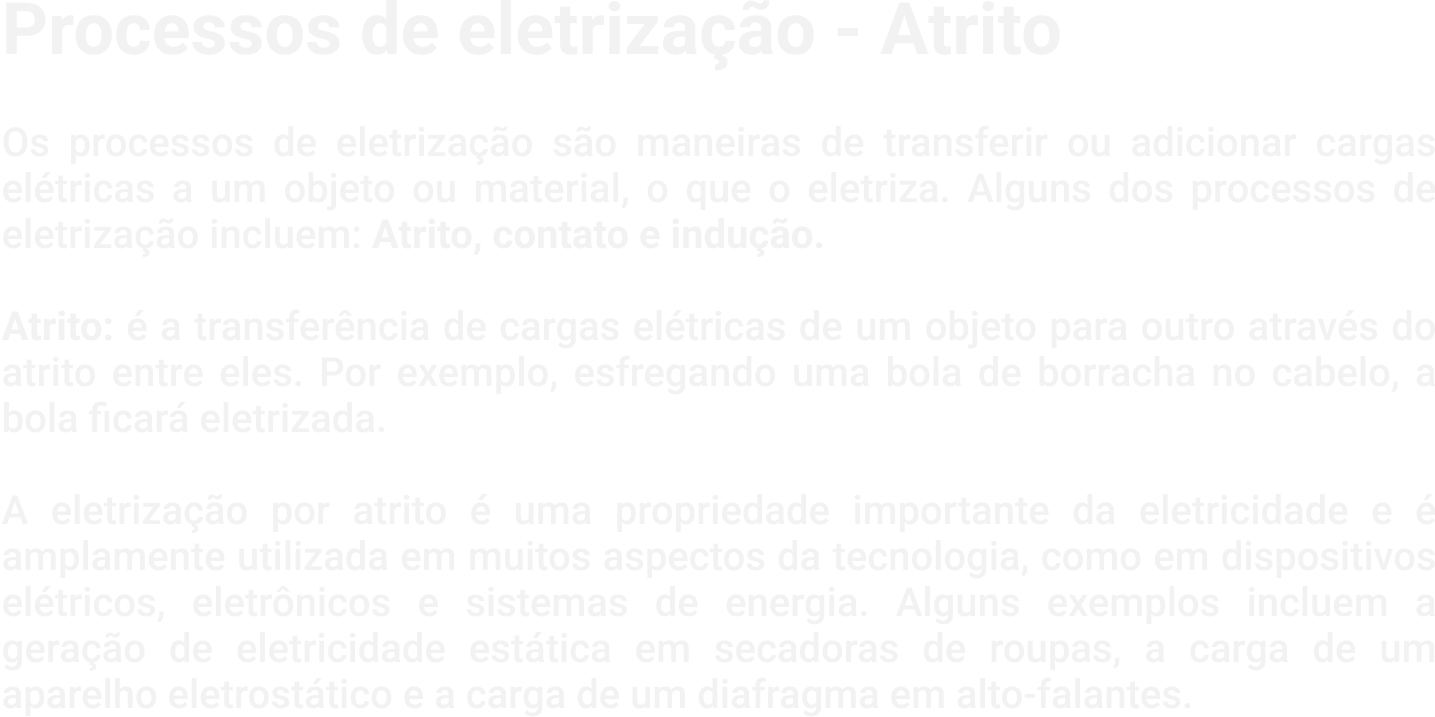 Processos de eletrização - Atrito
Os processos de eletrização são maneiras de transferir ou adicionar cargas
elétricas a um objeto ou material, o que o eletriza. Alguns dos processos de
eletrização incluem: Atrito, contato e indução.
Atrito: é a transferência de cargas elétricas de um objeto para outro através do
atrito entre eles. Por exemplo, esfregando uma bola de borracha no cabelo, a
bola ficará eletrizada.
A eletrização por atrito é uma propriedade importante da eletricidade e é
amplamente utilizada em muitos aspectos da tecnologia, como em dispositivos
elétricos, eletrônicos e sistemas de energia. Alguns exemplos incluem a
geração de eletricidade estática em secadoras de roupas, a carga de um
aparelho eletrostático e a carga de um diafragma em alto-falantes.